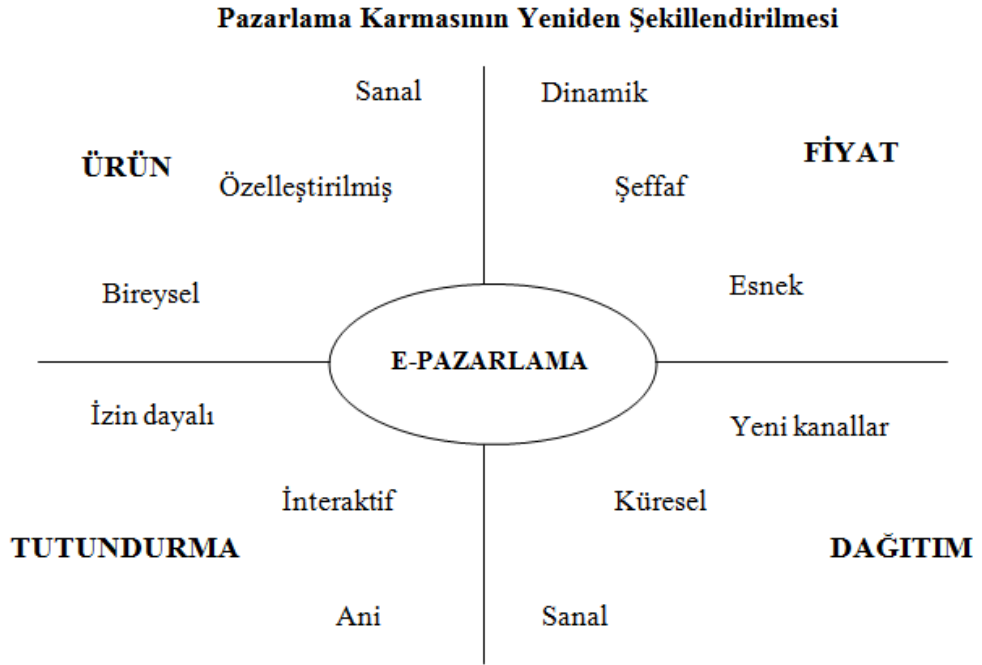 Pazarlama Karmasının Yeniden Şekillendirilmesi
Sanal
Dinamik
ÜRÜN
FİYAT
Özelleştirilmiş
Şeffaf
Bireysel
Esnek
E-PAZARLAMA
İzin dayalı
Yeni kanallar
İnteraktif
Küresel
TUTUNDURMA
DAĞITIM
Ani
Sanal